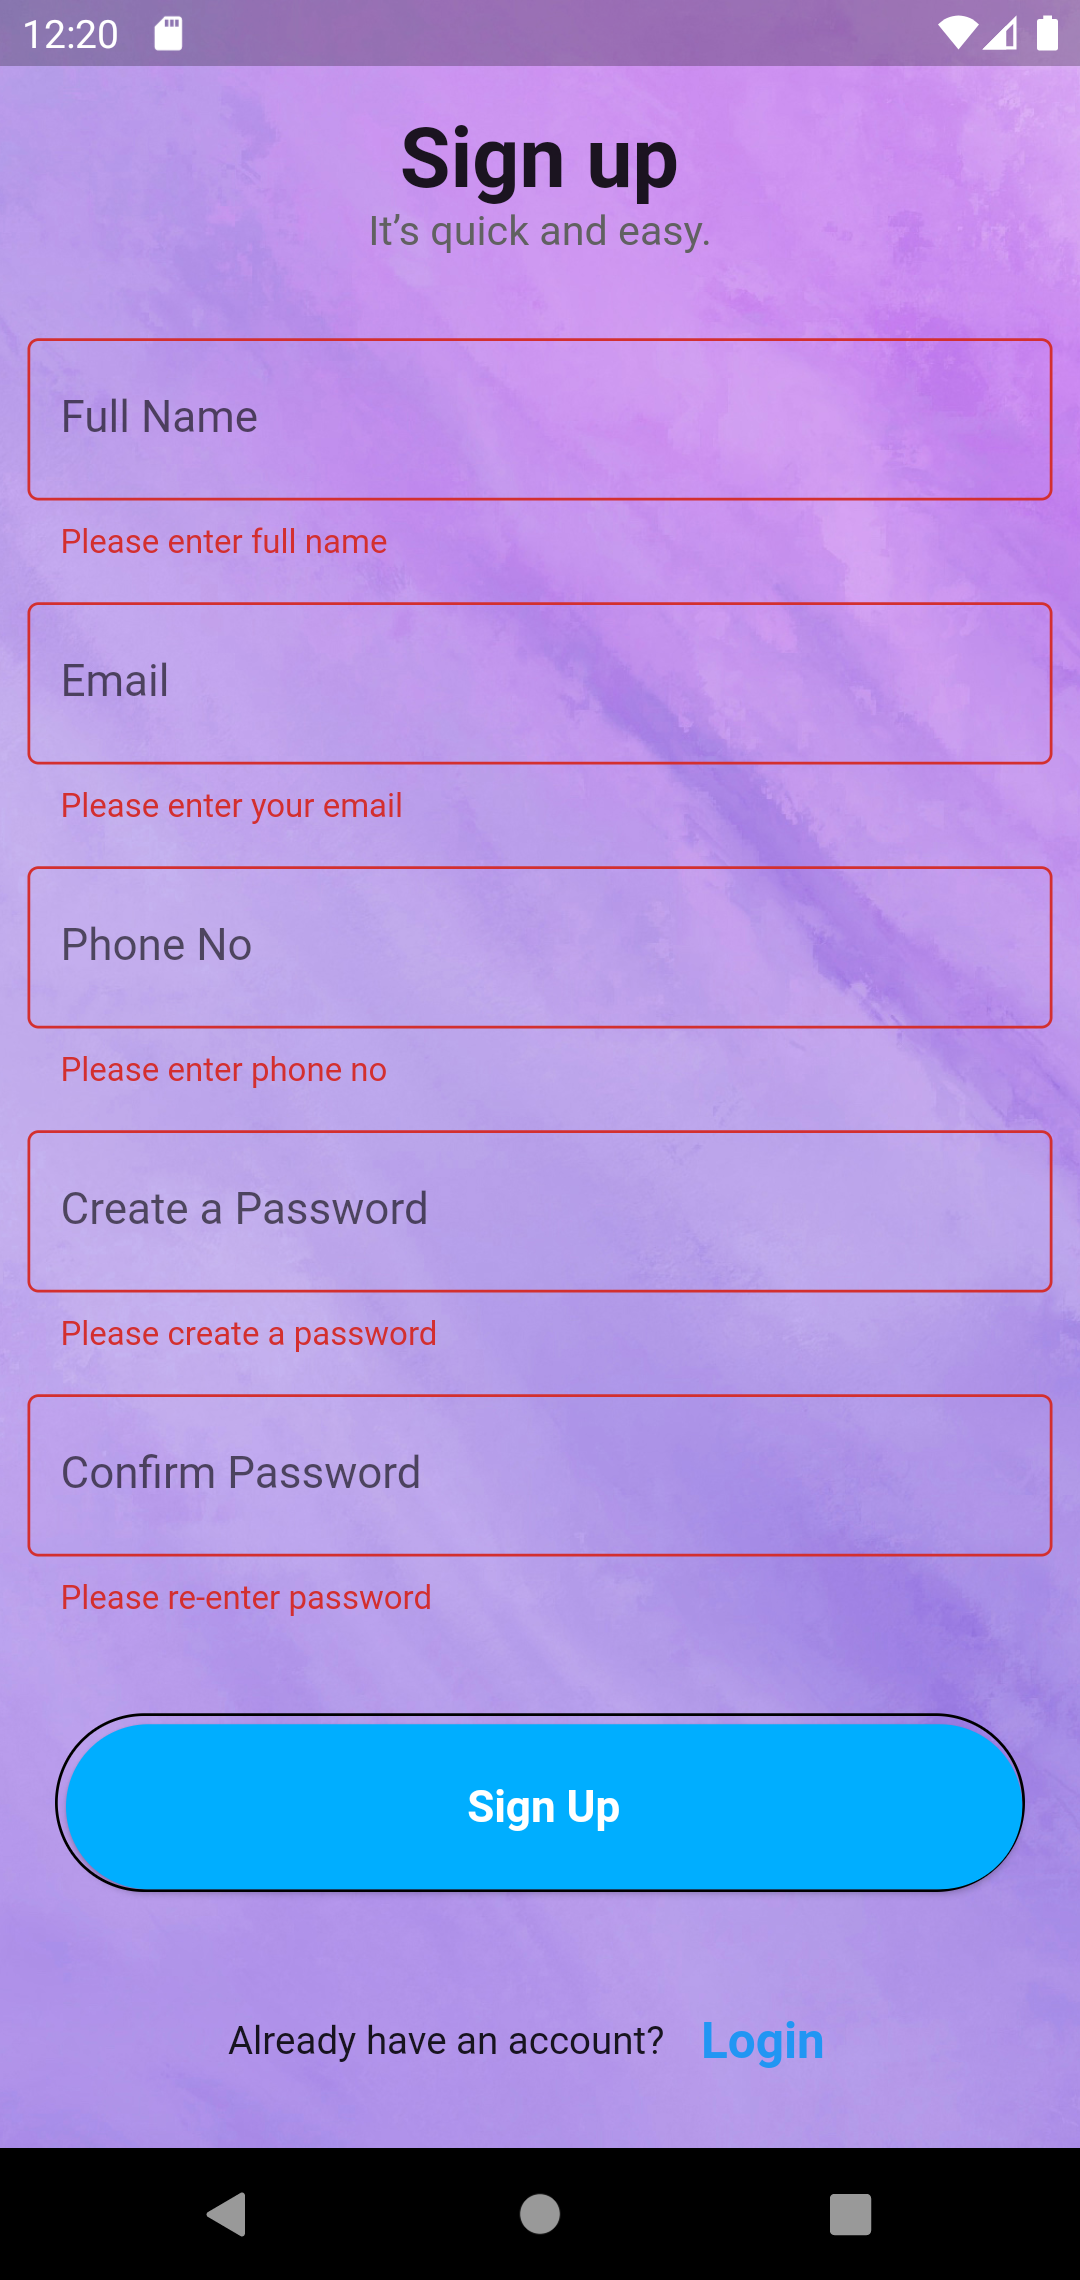 12:20
Sign up
It’s quick and easy.
Full Name
Please enter full name
Email
Please enter your email
Phone No
Please enter phone no
Create a Password
Please create a password
Confirm Password
Please re-enter password
Sign Up
Already have an account? Login